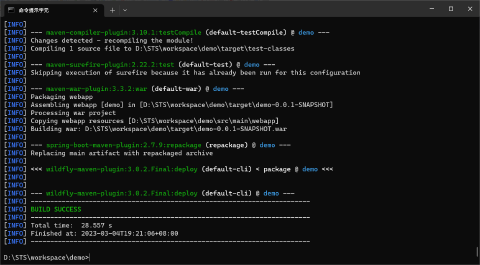 命令提示字元
[INFO]
[INFO] --- maven-compiler-plugin:3.10.1:testCompile (default-testCompile) @ demo ---
[INFO] Changes detected - recompiling the module!
[INFO] Compiling 1 source file to D:\STS\workspace\demo\target\test-classes
[INFO]
[INFO] --- maven-surefire-plugin:2.22.2:test (default-test) @ demo ---
[INFO] Skipping execution of surefire because it has already been run for this configuration
[INFO]
[INFO] --- maven-war-plugin:3.3.2:war (default-war) @ demo ---
[INFO] Packaging webapp
[INFO] Assembling webapp [demo] in [D:\STS\workspace\demo\target\demo-0.0.1-SNAPSHOT]
[INFO] Processing war project
[INFO] Copying webapp resources [D:\STS\workspace\demo\src\main\webapp]
[INFO] Building war: D:\STS\workspace\demo\target\demo-0.0.1-SNAPSHOT.war
[INFO]
[INFO] --- spring-boot-maven-plugin:2.7.9:repackage (repackage) @ demo ---
[INFO] Replacing main artifact with repackaged archive
[INFO]
[INFO] <<< wildfly-maven-plugin:3.0.2.Final:deploy (default-cli) < package @ demo <<<
[INFO]
[INFO]
[INFO] --- wildfly-maven-plugin:3.0.2.Final:deploy (default-cli) @ demo ---
[INFO] ------------------------------------------------------------------------
[INFO] BUILD SUCCESS
[INFO] ------------------------------------------------------------------------
[INFO] Total time:  28.557 s
[INFO] Finished at: 2023-03-04T19:21:06+08:00
[INFO] ------------------------------------------------------------------------
D:\STS\workspace\demo>